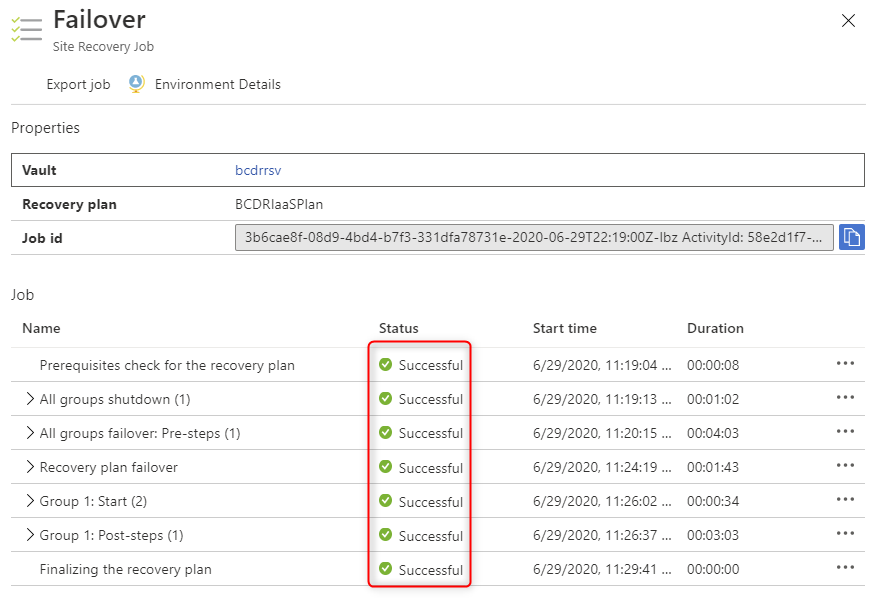 Failover
Site Recovery Job
Export job Environment Details
Properties
Vault bcdrrsv
Recovery plan BCDRIaaSPlan
Job id 3b6cae8f-08d9-4bd4-b7f3-331dfa78731e-2020-06-29T22:19:00Z-Ibz ActivityId: 58e2d1f7-...
Job
Name Status Start time Duration
Prerequisites check for the recovery plan Successful 6/29/2020, 11:19:04 ... 00:00:08
All groups shutdown (1) Successful 6/29/2020, 11:19:13 ... 00:01:02
All groups failover: Pre-steps (1) Successful 6/29/2020, 11:20:15 ... 00:04:03
Recovery plan failover Successful 6/29/2020, 11:24:19 ... 00:01:43
Group 1: Start (2) Successful 6/29/2020, 11:26:02 ... 00:00:34
Group 1: Post-steps (1) Successful 6/29/2020, 11:26:37 ... 00:03:03
Finalizing the recovery plan Successful 6/29/2020, 11:29:41 ... 00:00:00